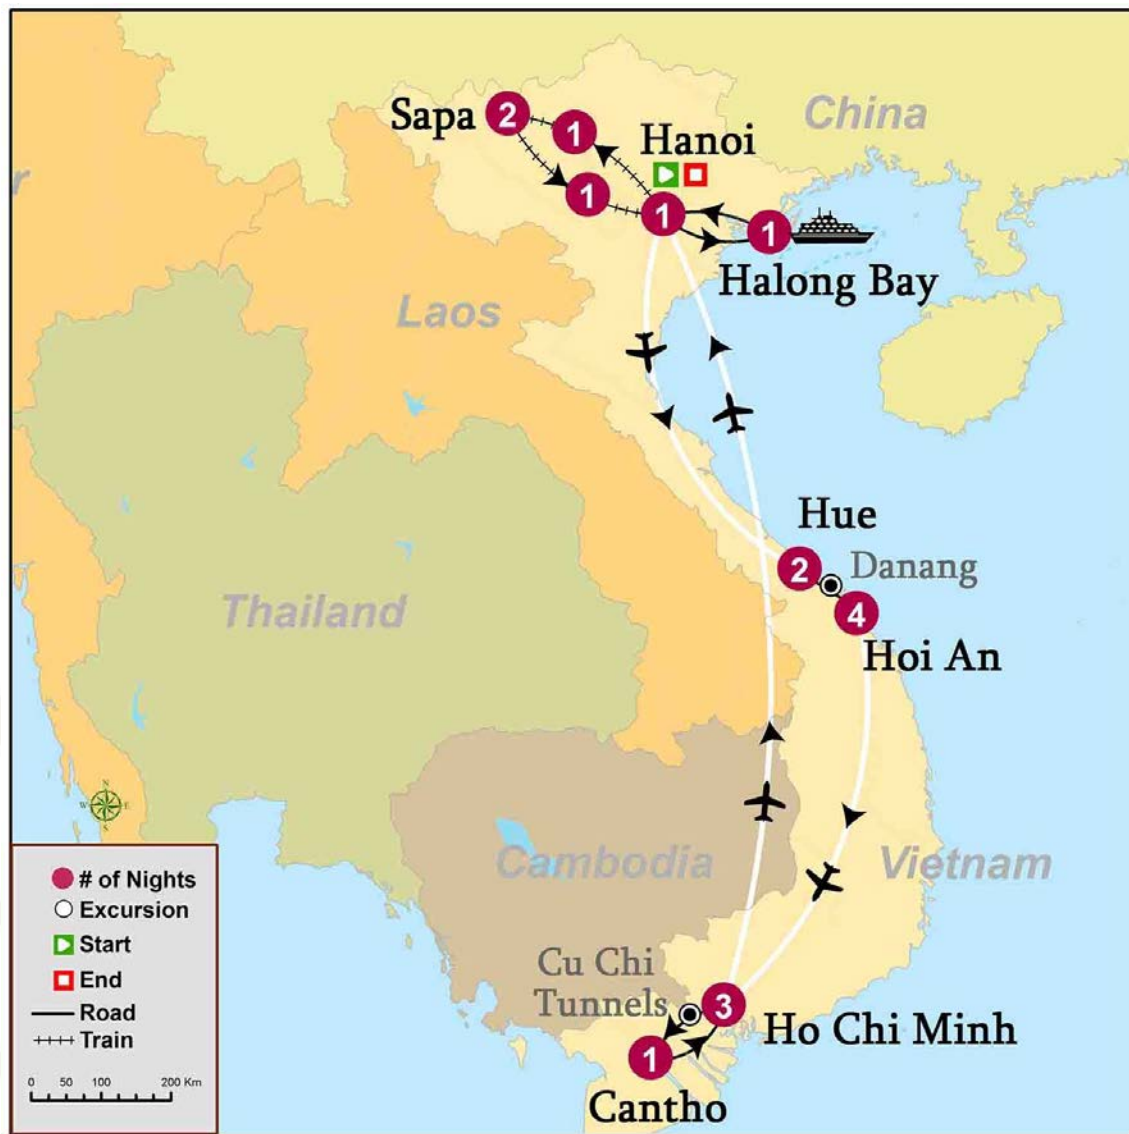 China
Sapa
2
1
Hanoi
1
1
1
Halong Bay
Laos
r
Hue
2
Danang
4
Hoi An
Thailand
N
W
E
S
Cambodia
Vietnam
# of Nights
Excursion
Start
End
Road
Train
0 50 100 200 Km
Cu Chi
Tunnels
3
Ho Chi Minh
1
Cantho